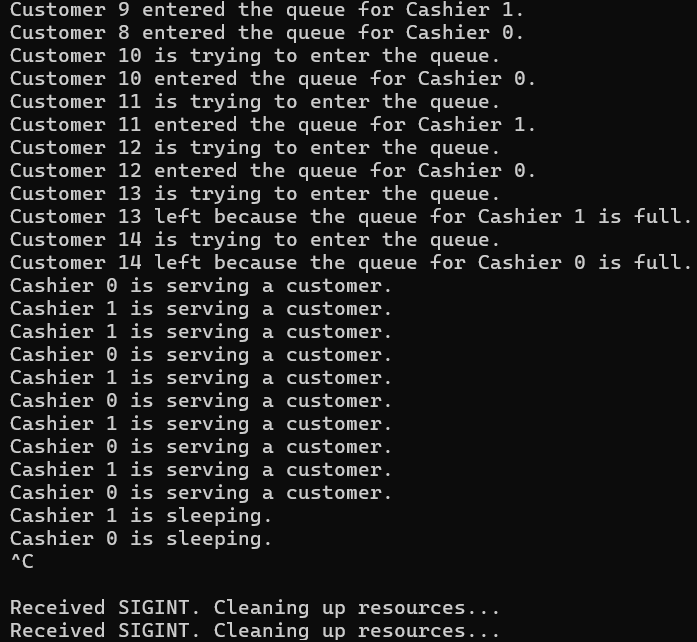 Customer 9 entered the queue for Cashier 1.
Customer 8 entered the queue for Cashier 0.
Customer 10 is trying to enter the queue.
Customer 10 entered the queue for Cashier 0.
Customer 11 is trying to enter the queue.
Customer 11 entered the queue for Cashier 1.
Customer 12 is trying to enter the queue.
Customer 12 entered the queue for Cashier 0.
Customer 13 is trying to enter the queue.
Customer 13 left because the queue for Cashier 1 is full.
Customer 14 is trying to enter the queue.
Customer 14 left because the queue for Cashier 0 is full.
Cashier 0 is serving a customer.
Cashier 1 is serving a customer.
Cashier 1 is serving a customer.
Cashier 0 is serving a customer.
Cashier 1 is serving a customer.
Cashier 0 is serving a customer.
Cashier 1 is serving a customer.
Cashier 0 is serving a customer.
Cashier 1 is serving a customer.
Cashier 0 is serving a customer.
Cashier 1 is sleeping.
Cashier 0 is sleeping.
^C
Received SIGINT. Cleaning up resources...
Received SIGINT. Cleaning up resources...